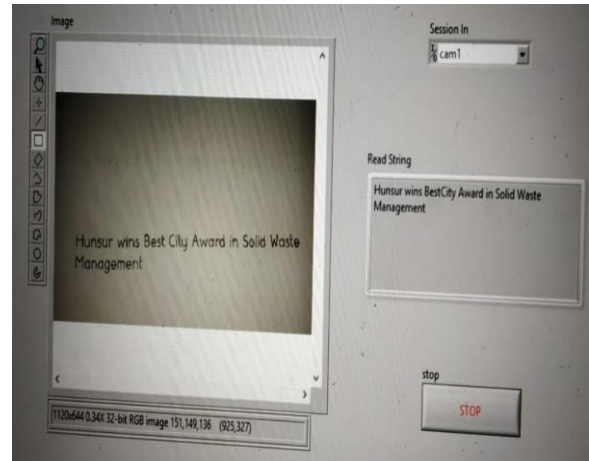 Image
Session In
cam1
Read String
Hunsur wins BestCity Award in Solid Waste
Management
Hunsur wins Best City Award in Solid Waste
Management
stop
STOP
1120x644 0.34X 32-bit RGB image 151,149,136 (925,327)